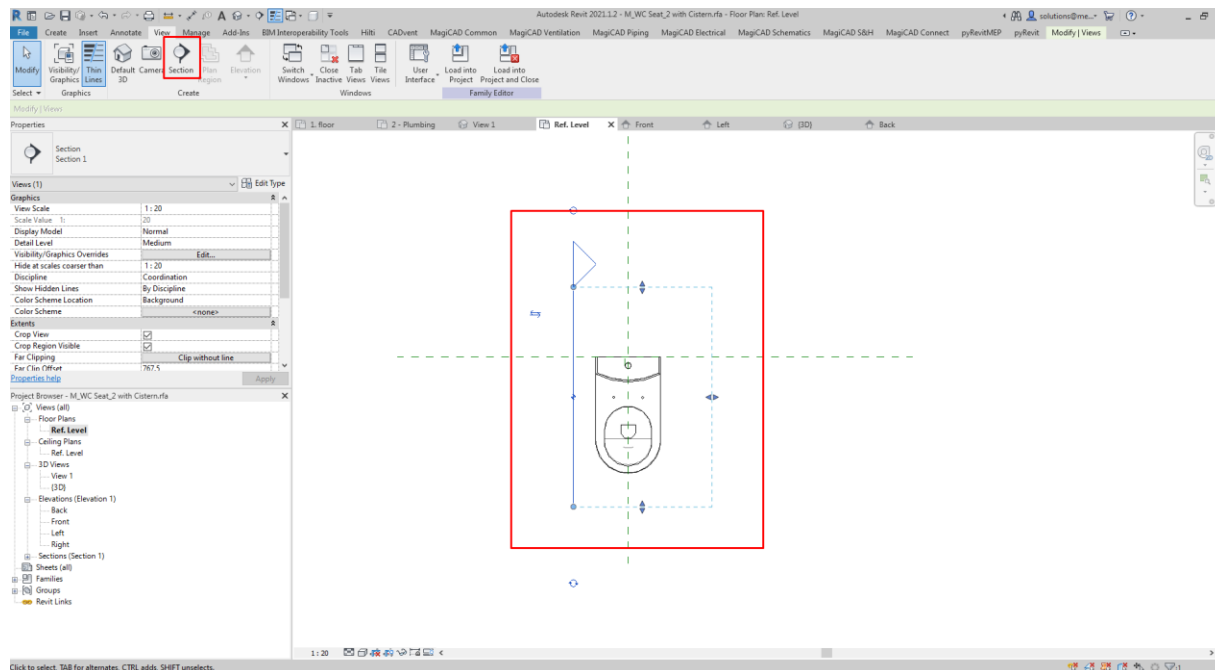 Autodesk Revit 2021.1.2 - M_WC Seat_2 with Cistern.rfa - Floor Plan: Ref. Level
solutions@me...
File Create Insert Annotate View Manage Add-Ins BIM Interoperability Tools Hilti CADvent MagiCAD Common MagiCAD Ventilation MagiCAD Piping MagiCAD Electrical MagiCAD Schematics MagiCAD S&H MagiCAD Connect pyRevitMEP pyRevit Modify | Views
Modify Visibility/ Graphics Thin Lines Default 3D Camera Section Plan Region Elevation Switch Windows Close Inactive Tab Views Tile Views User Interface Load into Project Load into Project and Close
Select Graphics Create Windows Family Editor
Modify | Views
Properties
1. floor 2 - Plumbing View 1 Ref. Level Front Left {3D} Back
Section
Section 1
Views (1) Edit Type
Graphics
View Scale 1 : 20
Scale Value 1: 20
Display Model Normal
Detail Level Medium
Visibility/Graphics Overrides Edit...
Hide at scales coarser than 1 : 20
Discipline Coordination
Show Hidden Lines By Discipline
Color Scheme Location Background
Color Scheme <none>
Extents
Crop View
Crop Region Visible
Far Clipping Clip without line
Far Clip Offset 767.5
Properties help Apply
Project Browser - M_WC Seat_2 with Cistern.rfa
Views (all)
Floor Plans
Ref. Level
Ceiling Plans
Ref. Level
3D Views
View 1
{3D}
Elevations (Elevation 1)
Back
Front
Left
Right
Sections (Section 1)
Sheets (all)
Families
Groups
Revit Links
1 : 20
Click to select, TAB for alternates, CTRL adds, SHIFT unselects.